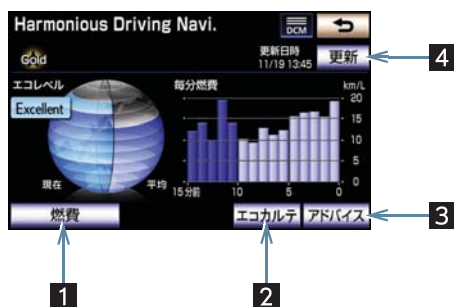 Harmonious Driving Navi.
DCM
Gold
更新日時
11/19 13:45
更新
4
エコレベル
毎分燃費
km/L
Excellent
20
15
10
5
0
現在
平均
15分前
10
5
0
燃費
エコカルテ
アドバイス
3
1
2